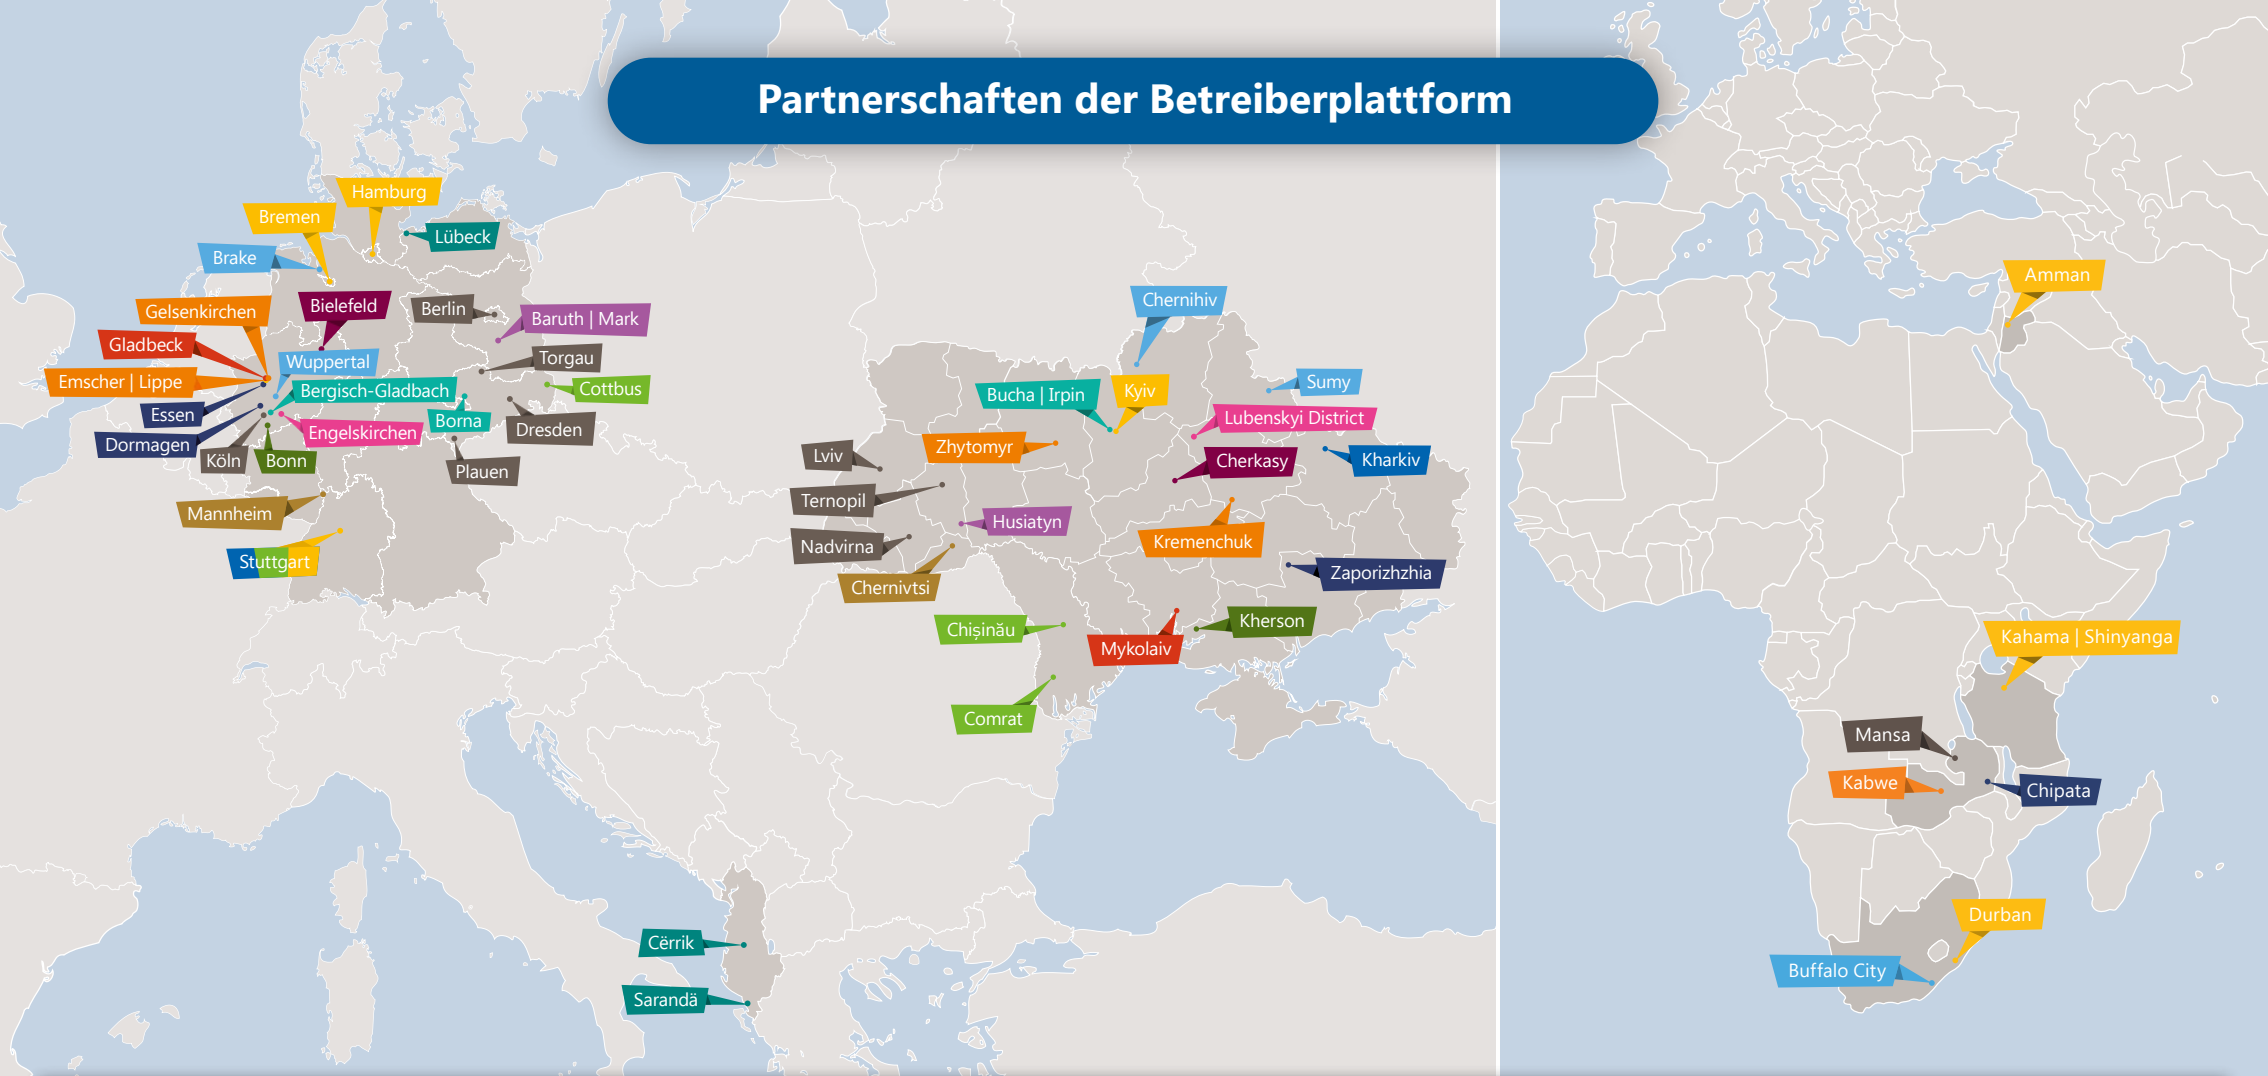 Partnerschaften der Betreiberplattform
Hamburg
Bremen
Lübeck
Brake
Gelsenkirchen
Bielefeld
Berlin
Baruth | Mark
Gladbeck
Wuppertal
Torgau
Emscher | Lippe
Bergisch-Gladbach
Cottbus
Essen
Borna
Dresden
Dormagen
Engelskirchen
Köln
Bonn
Plauen
Mannheim
Stuttgart
Chernihiv
Bucha | Irpin
Kyiv
Sumy
Lubenskyi District
Zhytomyr
Lviv
Cherkasy
Kharkiv
Ternopil
Husiatyn
Nadvirna
Kremenchuk
Chernivtsi
Zaporizhzhia
Chișinău
Mykolaiv
Kherson
Comrat
Cërrik
Sarandä
Amman
Kahama | Shinyanga
Mansa
Kabwe
Chipata
Durban
Buffalo City